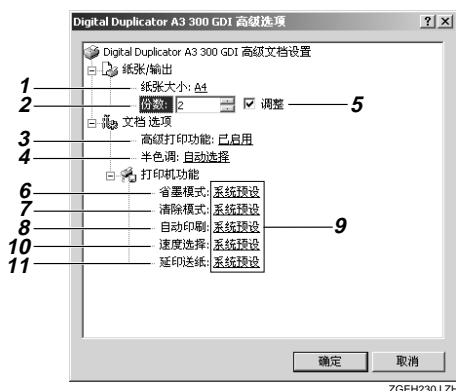 Digital Duplicator A3 300 GDI 高级选项
Digital Duplicator A3 300 GDI 高级文档设置
纸张/输出
1 纸张大小: A4
2 份数: 2 调整 5
文档选项
3 高级打印功能: 已启用
4 半色调: 自动选择
打印机功能
6 省墨模式: 系统预设
7 清除模式: 系统预设
8 自动印刷: 系统预设 9
10 速度选择: 系统预设
11 延印送纸: 系统预设
确定 取消
ZGEH230J ZH